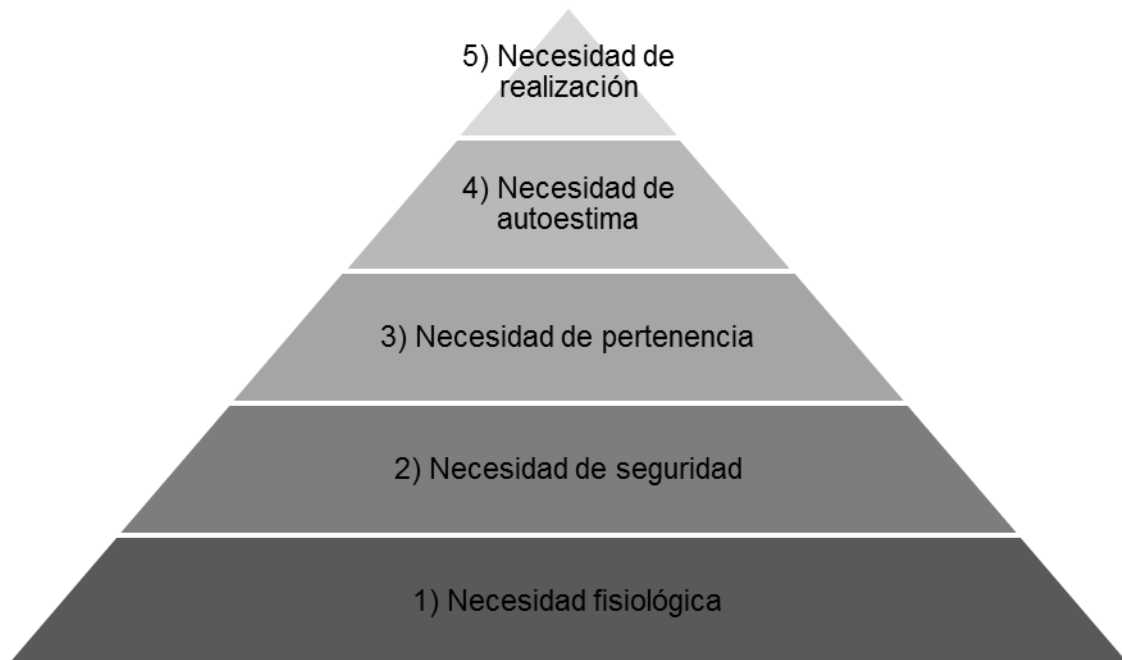 5) Necesidad de
realización
4) Necesidad de
autoestima
3) Necesidad de pertenencia
2) Necesidad de seguridad
1) Necesidad fisiológica